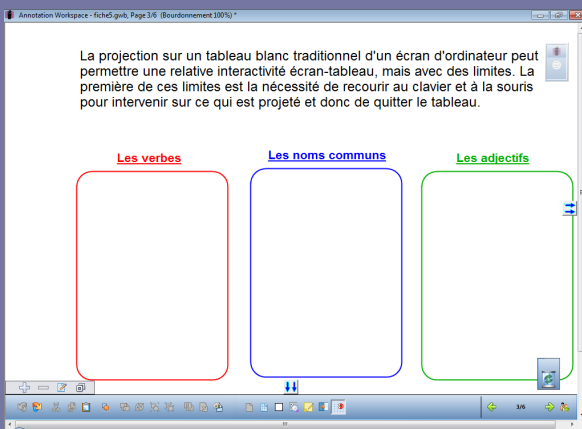 Annotation Workspace - fiche5.gwb, Page 3/6 (Bourdonnement 100%) *
La projection sur un tableau blanc traditionnel d'un écran d'ordinateur peut
permettre une relative interactivité écran-tableau, mais avec des limites. La
première de ces limites est la nécessité de recourir au clavier et à la souris
pour intervenir sur ce qui est projeté et donc de quitter le tableau.
Les verbes
Les noms communs
Les adjectifs
3/6